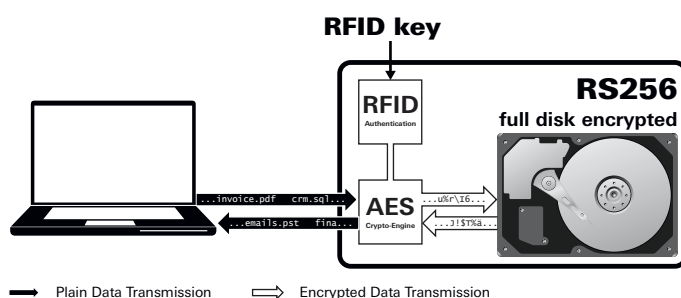 RFID key
RS256
full disk encrypted
RFID
Authentication
...invoice.pdf crm.sql...
...emails.pst fina...
AES
Crypto-Engine
...u%r\I6...
...J!$T%ä...
Plain Data Transmission
Encrypted Data Transmission